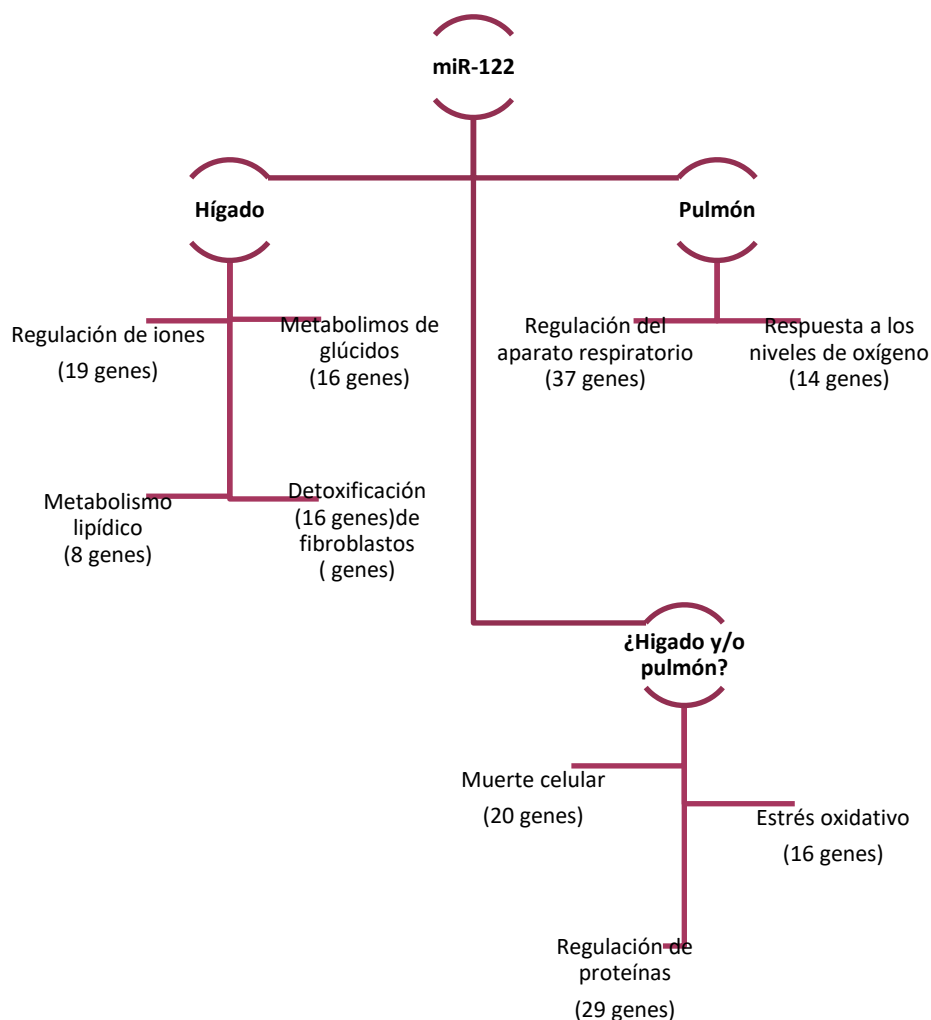 miR-122
Hígado
Pulmón
Regulación de iones
(19 genes)
Metabolimos de
glúcidos
(16 genes)
Regulación del
aparato respiratorio
(37 genes)
Respuesta a los
niveles de oxígeno
(14 genes)
Metabolismo
lipídico
(8 genes)
Detoxificación
(16 genes)de
fibroblastos
( genes)
¿Higado y/o
pulmón?
Muerte celular
(20 genes)
Estrés oxidativo
(16 genes)
Regulación de
proteínas
(29 genes)